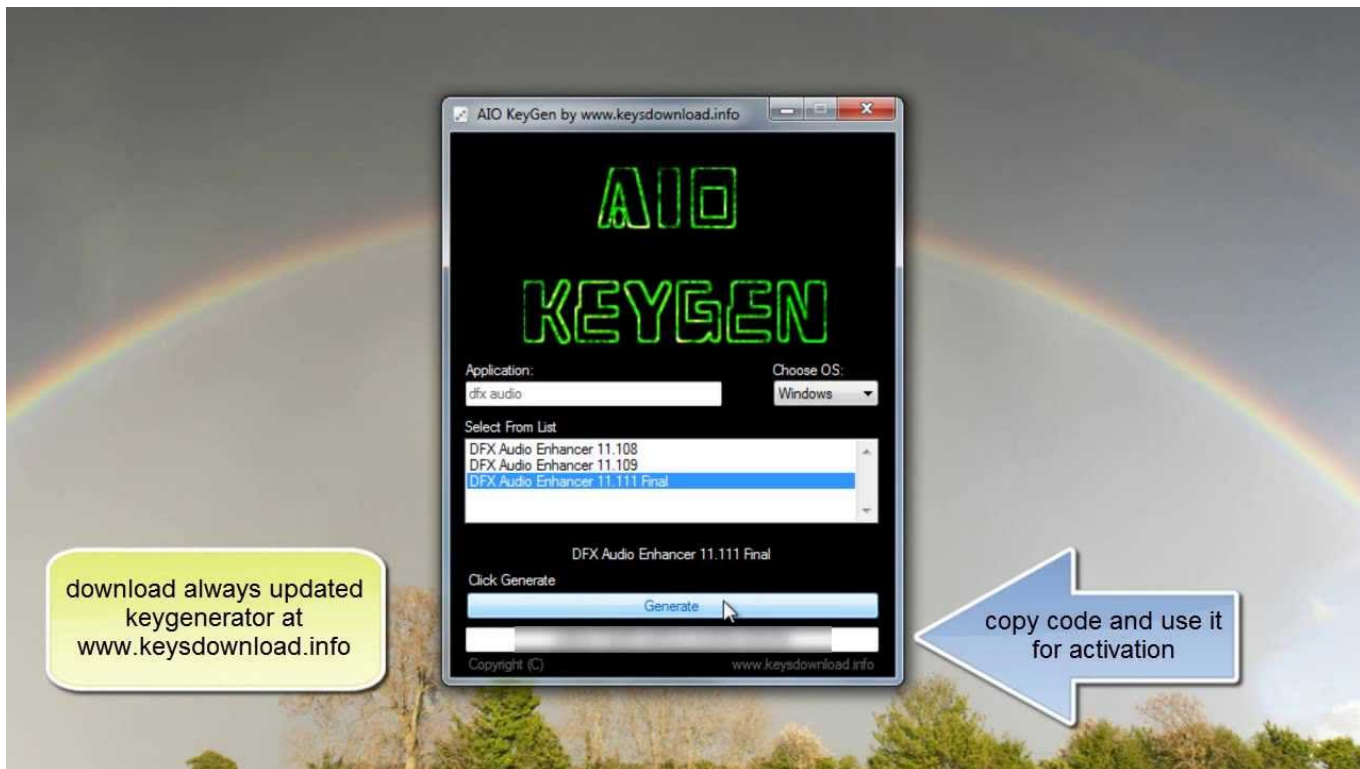 AIO KeyGen by www.keysdownload.info
AIO
KEYGEN
Application:
Choose OS:
dfx audio
Windows
Select From List
DFX Audio Enhancer 11.108
DFX Audio Enhancer 11.109
DFX Audio Enhancer 11.111 Final
DFX Audio Enhancer 11.111 Final
Click Generate
Generate
Copyright (C)
www.keysdownload.info
download always updated
keygenerator at
www.keysdownload.info
copy code and use it
for activation